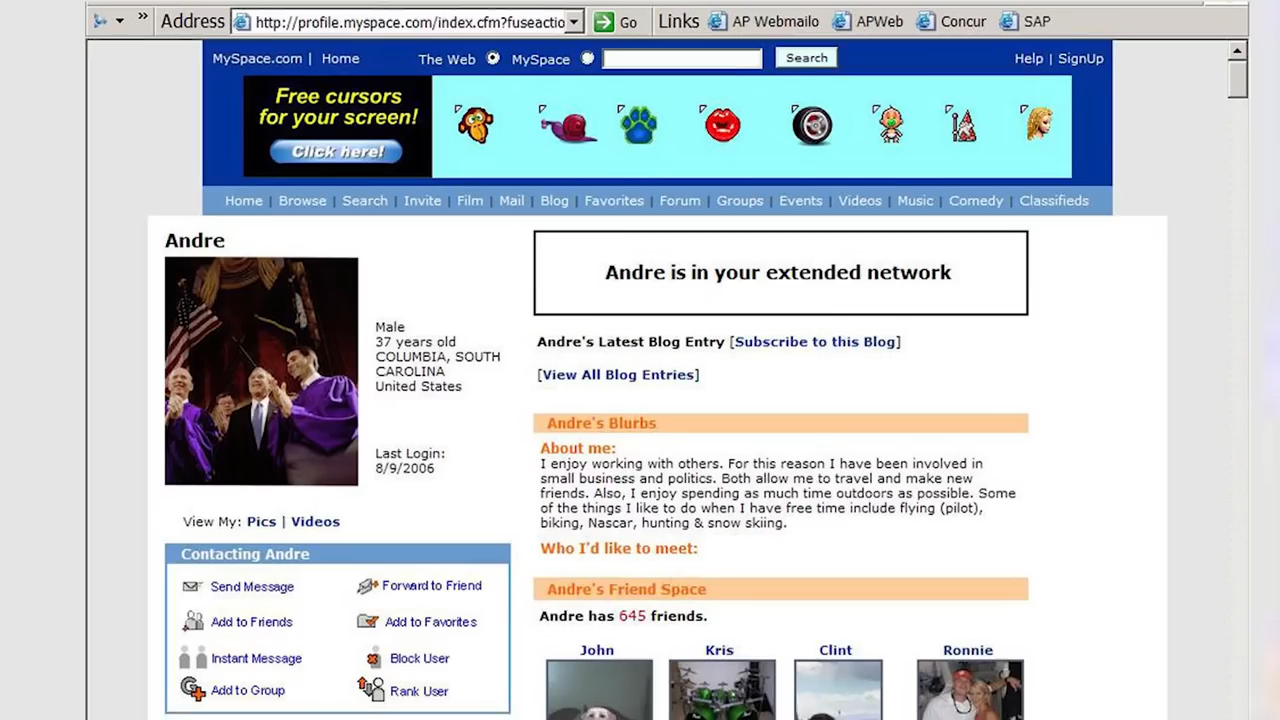 » Address http://profile.myspace.com/index.cfm?fuseactio Go Links AP Webmailo APWeb Concur SAP
MySpace.com | Home The Web MySpace Search Help | SignUp
Free cursors
for your screen!
Click here!
Home | Browse | Search | Invite | Film | Mail | Blog | Favorites | Forum | Groups | Events | Videos | Music | Comedy | Classifieds
Andre
Male
37 years old
COLUMBIA, SOUTH
CAROLINA
United States
Last Login:
8/9/2006
View My: Pics | Videos
Contacting Andre
Send Message Forward to Friend
Add to Friends Add to Favorites
Instant Message Block User
Add to Group Rank User
Andre is in your extended network
Andre's Latest Blog Entry [Subscribe to this Blog]
[View All Blog Entries]
Andre's Blurbs
About me:
I enjoy working with others. For this reason I have been involved in
small business and politics. Both allow me to travel and make new
friends. Also, I enjoy spending as much time outdoors as possible. Some
of the things I like to do when I have free time include flying (pilot),
biking, Nascar, hunting & snow skiing.
Who I'd like to meet:
Andre's Friend Space
Andre has 645 friends.
John Kris Clint Ronnie